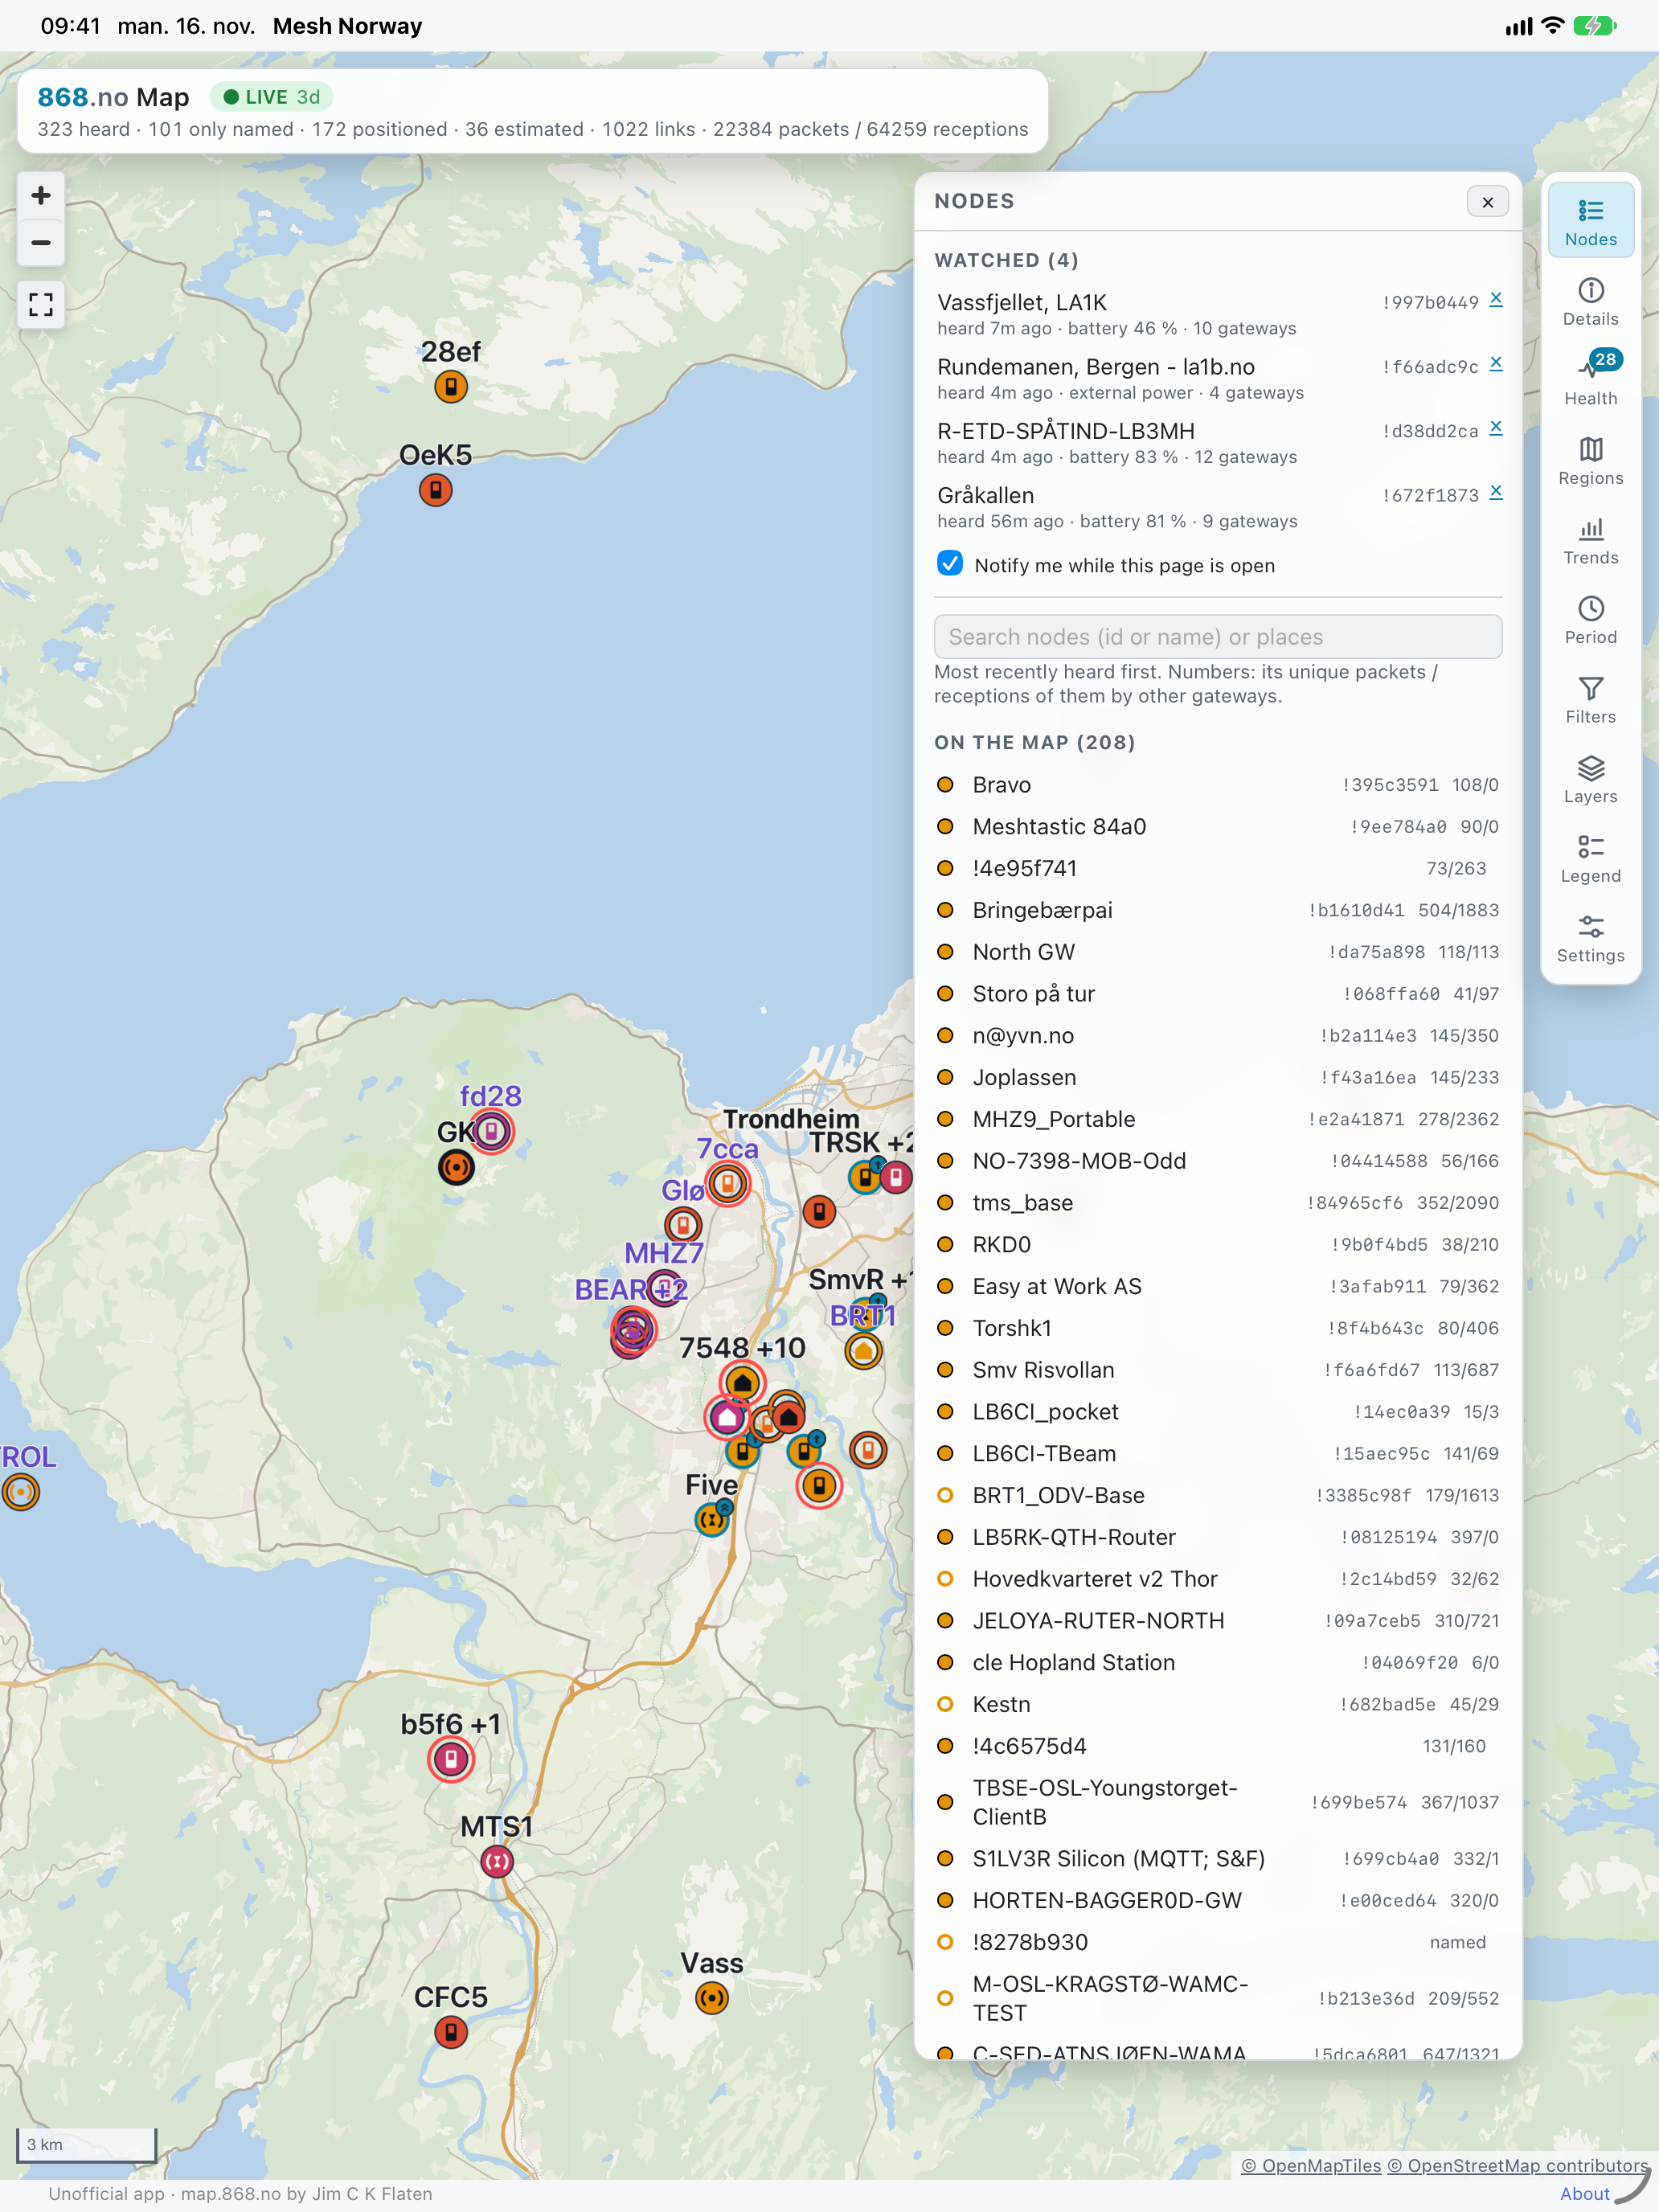 09:41 man. 16. nov. Mesh Norway
868.no Map LIVE 3d
323 heard · 101 only named · 172 positioned · 36 estimated · 1022 links · 22384 packets / 64259 receptions
NODES
WATCHED (4)
Vassfjellet, LA1K !997b0449
heard 7m ago · battery 46 % · 10 gateways
Rundemanen, Bergen - la1b.no !f66adc9c
heard 4m ago · external power · 4 gateways
R-ETD-SPÅTIND-LB3MH !d38dd2ca
heard 4m ago · battery 83 % · 12 gateways
Gråkallen !672f1873
heard 56m ago · battery 81 % · 9 gateways
Notify me while this page is open
Search nodes (id or name) or places
Most recently heard first. Numbers: its unique packets /
receptions of them by other gateways.
ON THE MAP (208)
Bravo !395c3591 108/0
Meshtastic 84a0 !9ee784a0 90/0
!4e95f741 73/263
Bringebærpai !b1610d41 504/1883
North GW !da75a898 118/113
Storo på tur !068ffa60 41/97
n@yvn.no !b2a114e3 145/350
Joplassen !f43a16ea 145/233
MHZ9_Portable !e2a41871 278/2362
NO-7398-MOB-Odd !04414588 56/166
tms_base !84965cf6 352/2090
RKD0 !9b0f4bd5 38/210
Easy at Work AS !3afab911 79/362
Torshk1 !8f4b643c 80/406
Smv Risvollan !f6a6fd67 113/687
LB6CI_pocket !14ec0a39 15/3
LB6CI-TBeam !15aec95c 141/69
BRT1_ODV-Base !3385c98f 179/1613
LB5RK-QTH-Router !08125194 397/0
Hovedkvarteret v2 Thor !2c14bd59 32/62
JELOYA-RUTER-NORTH !09a7ceb5 310/721
cle Hopland Station !04069f20 6/0
Kestn !682bad5e 45/29
!4c6575d4 131/160
TBSE-OSL-Youngstorget-
ClientB !699be574 367/1037
S1LV3R Silicon (MQTT; S&F) !699cb4a0 332/1
HORTEN-BAGGER0D-GW !e00ced64 320/0
!8278b930 named
M-OSL-KRAGSTØ-WAMC-
TEST !b213e36d 209/552
C-SED-ATNSJØEN-WAMA !5dca6801 647/1321
Nodes
Details
28
Health
Regions
Trends
Period
Filters
Layers
Legend
Settings
28ef
OeK5
fd28
GK
Trondheim
TRSK +2
7cca
Glø
MHZ7
BEAR +2
SmvR +1
BRT1
7548 +10
ROL
Five
b5f6 +1
MTS1
Vass
CFC5
3 km
© OpenMapTiles © OpenStreetMap contributors
Unofficial app · map.868.no by Jim C K Flaten
About